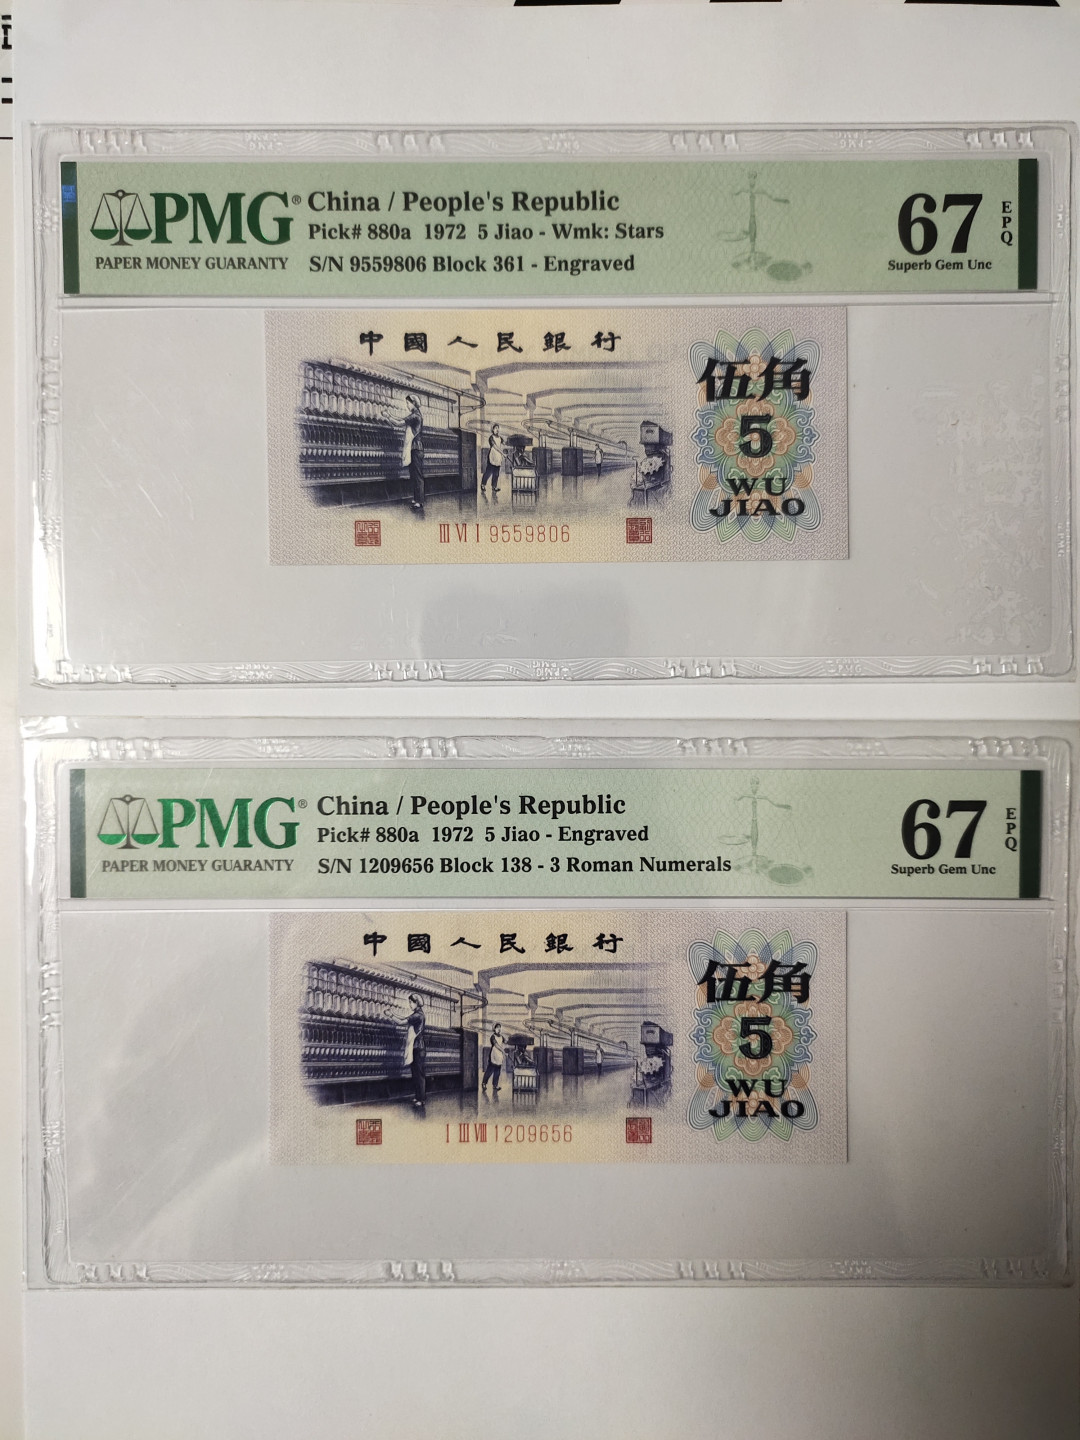 PMG®
PAPER MONEY GUARANTY
China / People's Republic
Pick# 880a 1972 5 Jiao - Wmk: Stars
S/N 9559806 Block 361 - Engraved
67
EPQ
Superb Gem Unc
中國人民銀行
伍角
5
WU
JIAO
III VI I 9559806
PMG®
PAPER MONEY GUARANTY
China / People's Republic
Pick# 880a 1972 5 Jiao - Engraved
S/N 1209656 Block 138 - 3 Roman Numerals
67
EPQ
Superb Gem Unc
中國人民銀行
伍角
5
WU
JIAO
I III VIII 1209656